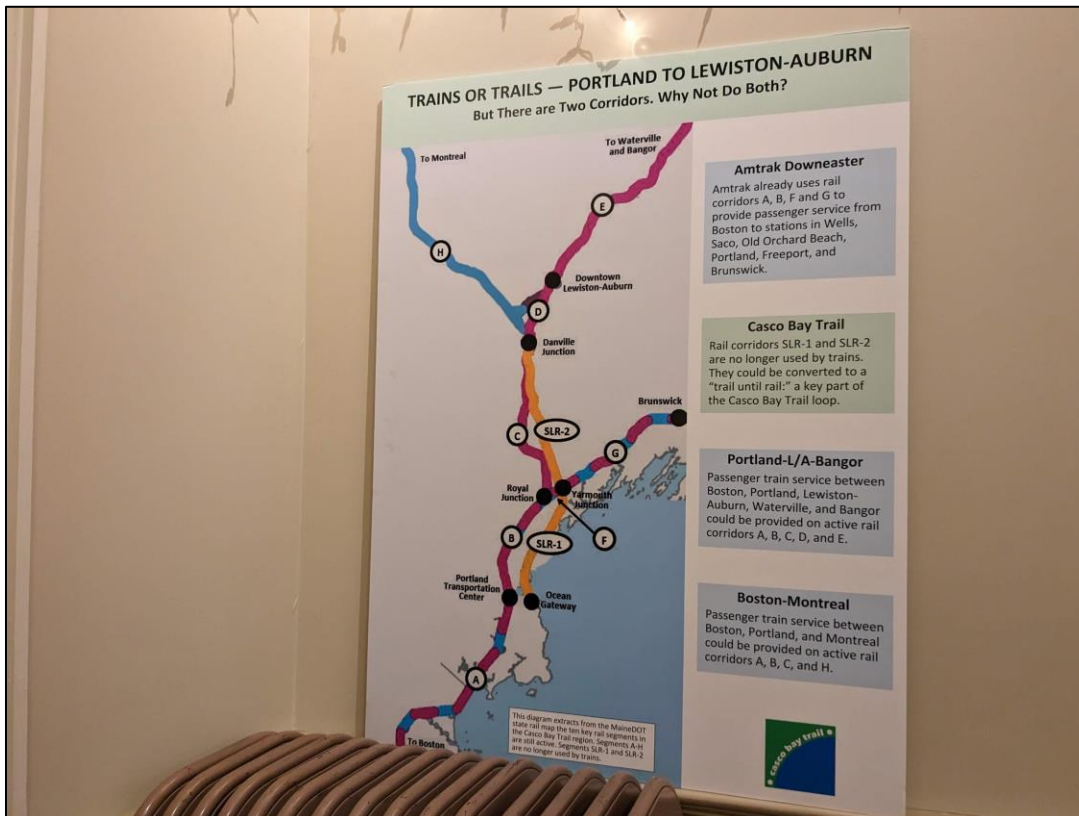 TRAINS OR TRAILS — PORTLAND TO LEWISTON-AUBURN
But There are Two Corridors. Why Not Do Both?
To Montreal
To Waterville
and Bangor
E
H
Downtown
Lewiston-Auburn
D
Danville
Junction
Brunswick
C
SLR-2
G
Royal
Junction
Yarmouth
Junction
B
SLR-1
F
Portland
Transportation
Center
Ocean
Gateway
A
To Boston
This diagram extracts from the MaineDOT
state rail map the ten key rail segments in
the Casco Bay Trail region. Segments A-H
are still active. Segments SLR-1 and SLR-2
are no longer used by trains.
Amtrak Downeaster
Amtrak already uses rail
corridors A, B, F and G to
provide passenger service from
Boston to stations in Wells,
Saco, Old Orchard Beach,
Portland, Freeport, and
Brunswick.
Casco Bay Trail
Rail corridors SLR-1 and SLR-2
are no longer used by trains.
They could be converted to a
“trail until rail:” a key part of
the Casco Bay Trail loop.
Portland-L/A-Bangor
Passenger train service between
Boston, Portland, Lewiston-
Auburn, Waterville, and Bangor
could be provided on active rail
corridors A, B, C, D, and E.
Boston-Montreal
Passenger train service between
Boston, Portland, and Montreal
could be provided on active rail
corridors A, B, C, and H.
casco bay trail